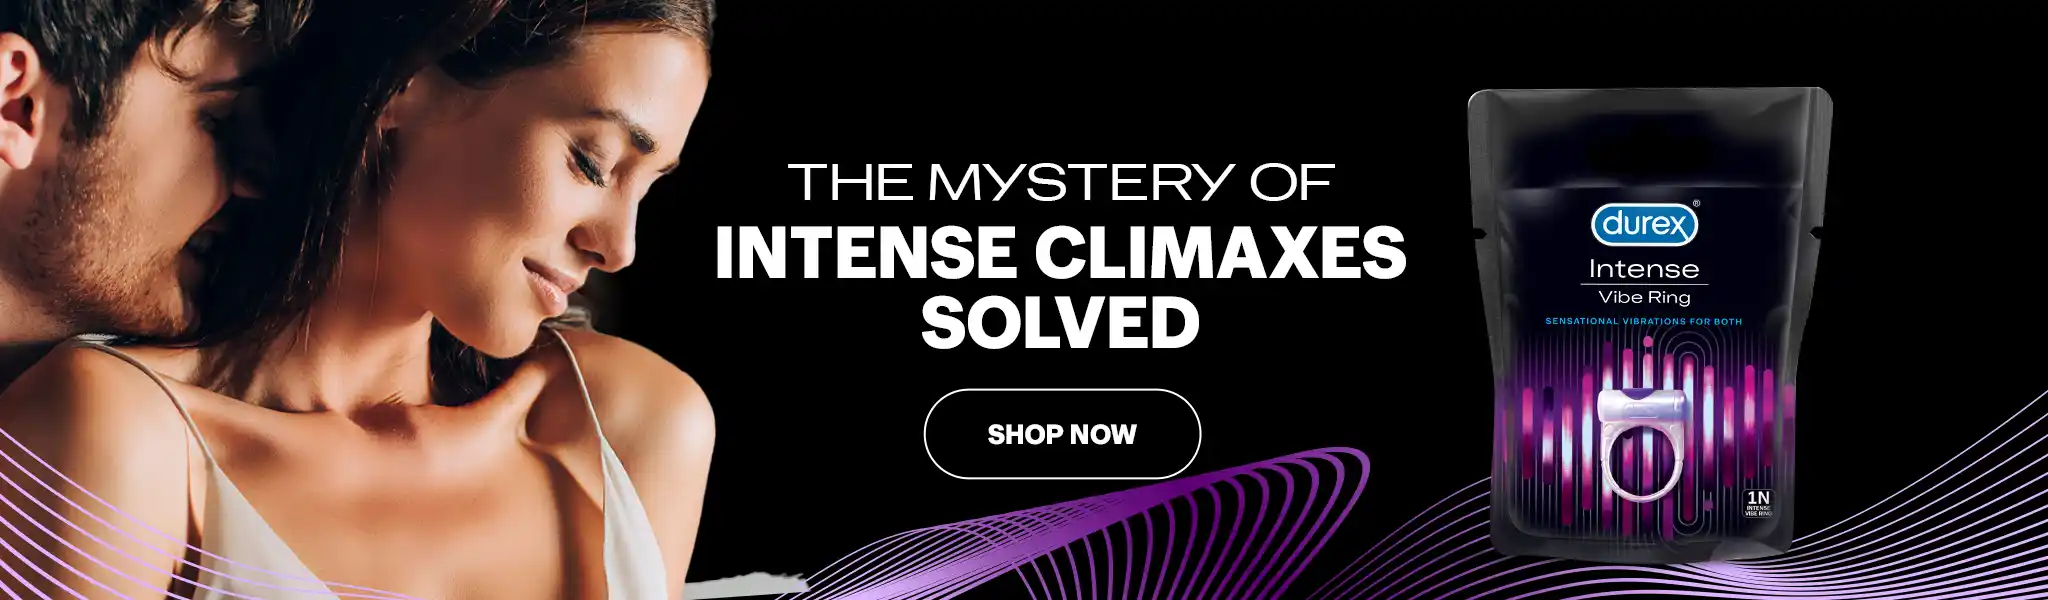 THE MYSTERY OF
INTENSE CLIMAXES
SOLVED
SHOP NOW
durex®
Intense
Vibe Ring
SENSATIONAL VIBRATIONS FOR BOTH
1N
INTENSE
VIBE RING